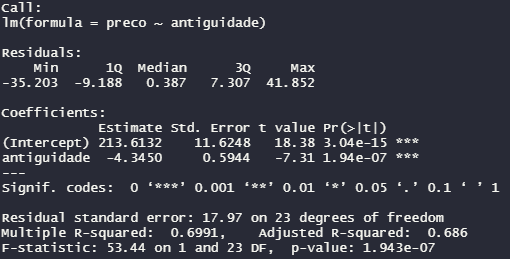 Call:
lm(formula = preco ~ antiguidade)
Residuals:
Min 1Q Median 3Q Max
-35.203 -9.188 0.387 7.307 41.852
Coefficients:
Estimate Std. Error t value Pr(>|t|)
(Intercept) 213.6132 11.6248 18.38 3.04e-15 ***
antiguidade -4.3450 0.5944 -7.31 1.94e-07 ***
---
Signif. codes: 0 ‘***’ 0.001 ‘**’ 0.01 ‘*’ 0.05 ‘.’ 0.1 ‘ ’ 1
Residual standard error: 17.97 on 23 degrees of freedom
Multiple R-squared: 0.6991, Adjusted R-squared: 0.686
F-statistic: 53.44 on 1 and 23 DF, p-value: 1.943e-07